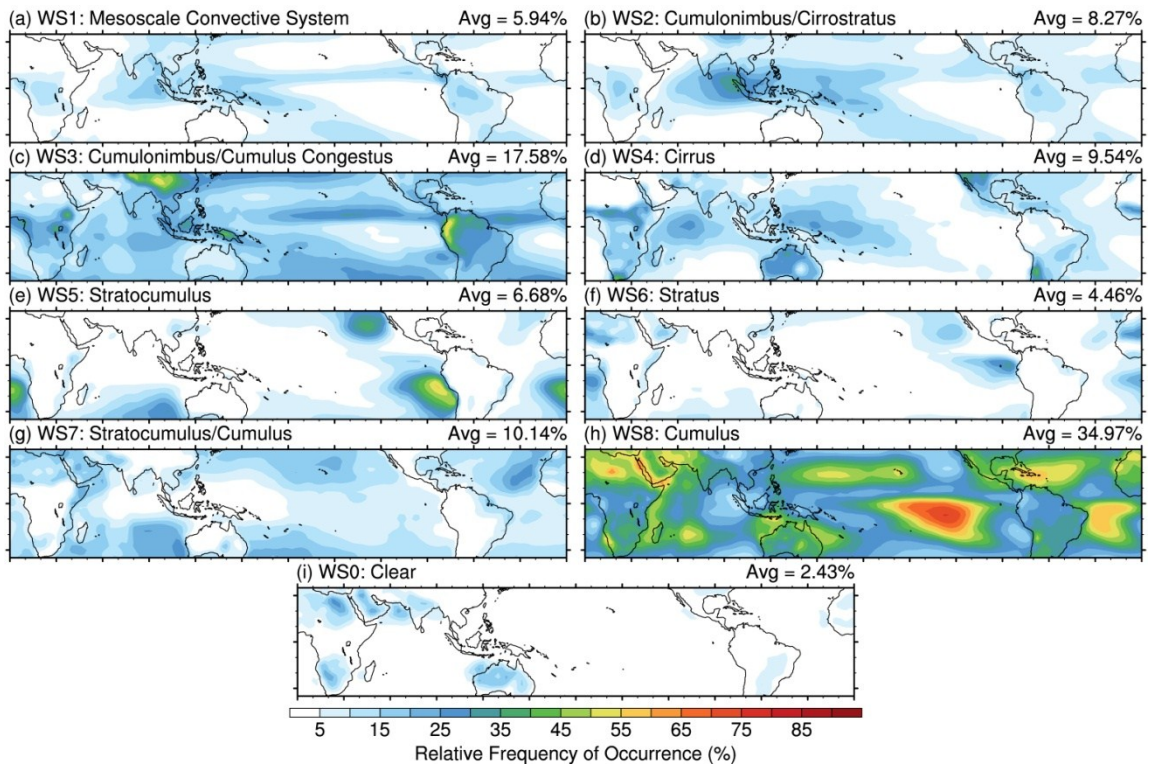 (a) WS1: Mesoscale Convective System Avg = 5.94%
(b) WS2: Cumulonimbus/Cirrostratus Avg = 8.27%
(c) WS3: Cumulonimbus/Cumulus Congestus Avg = 17.58%
(d) WS4: Cirrus Avg = 9.54%
(e) WS5: Stratocumulus Avg = 6.68%
(f) WS6: Stratus Avg = 4.46%
(g) WS7: Stratocumulus/Cumulus Avg = 10.14%
(h) WS8: Cumulus Avg = 34.97%
(i) WS0: Clear Avg = 2.43%
5 15 25 35 45 55 65 75 85
Relative Frequency of Occurrence (%)